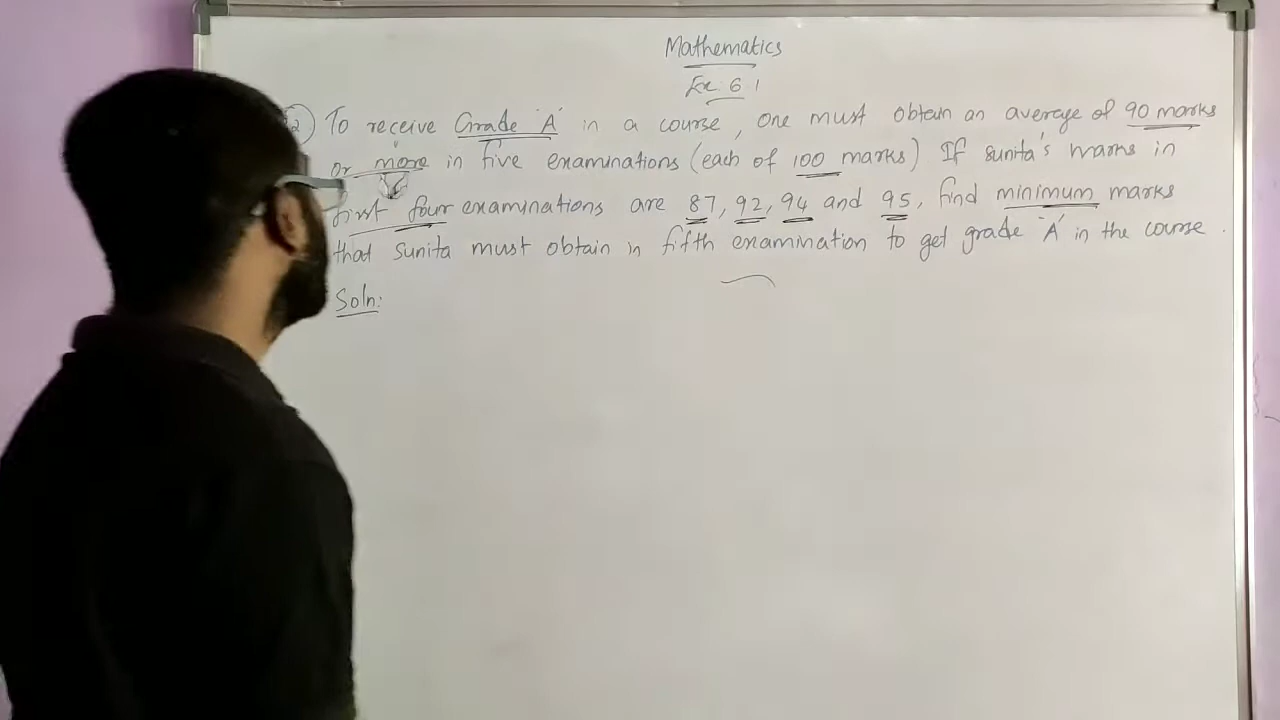 Mathematics
Ex. 6.1
To receive Grade 'A' in a course, one must obtain an average of 90 marks
or more in five examinations (each of 100 marks) If sunita's marks in
first four examinations are 87, 92, 94 and 95, find minimum marks
that sunita must obtain in fifth examination to get grade 'A' in the course.
Soln: